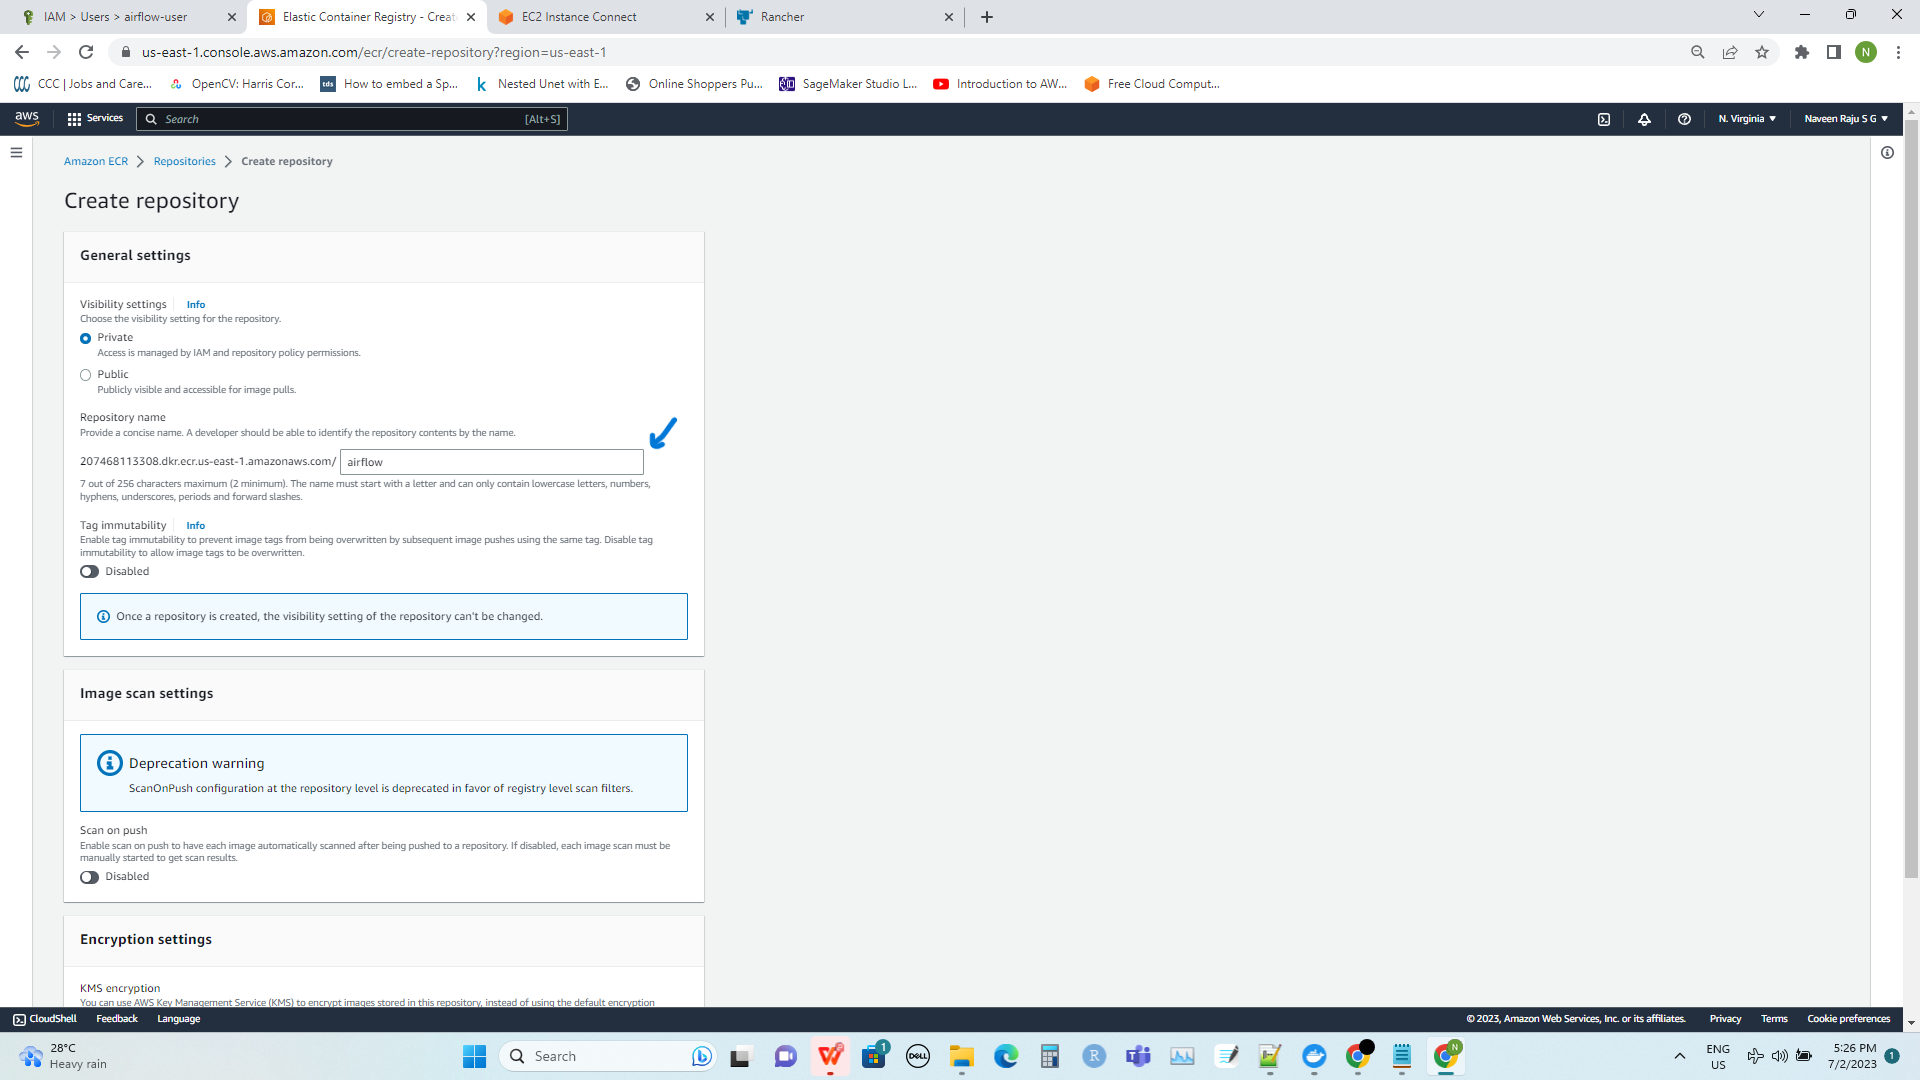 IAM > Users > airflow-user
Elastic Container Registry - Creat
EC2 Instance Connect
Rancher
us-east-1.console.aws.amazon.com/ecr/create-repository?region=us-east-1
N
CCC | Jobs and Care...
OpenCV: Harris Cor...
tds
How to embed a Sp...
k
Nested Unet with E...
Online Shoppers Pu...
SageMaker Studio L...
Introduction to AW...
Free Cloud Comput...
aws
Services
Search
[Alt+S]
N. Virginia
Naveen Raju S G
Amazon ECR
Repositories
Create repository
Create repository
General settings
Visibility settings
Info
Choose the visibility setting for the repository.
Private
Access is managed by IAM and repository policy permissions.
Public
Publicly visible and accessible for image pulls.
Repository name
Provide a concise name. A developer should be able to identify the repository contents by the name.
207468113308.dkr.ecr.us-east-1.amazonaws.com/
airflow
7 out of 256 characters maximum (2 minimum). The name must start with a letter and can only contain lowercase letters, numbers,
hyphens, underscores, periods and forward slashes.
Tag immutability
Info
Enable tag immutability to prevent image tags from being overwritten by subsequent image pushes using the same tag. Disable tag
immutability to allow image tags to be overwritten.
Disabled
Once a repository is created, the visibility setting of the repository can't be changed.
Image scan settings
Deprecation warning
ScanOnPush configuration at the repository level is deprecated in favor of registry level scan filters.
Scan on push
Enable scan on push to have each image automatically scanned after being pushed to a repository. If disabled, each image scan must be
manually started to get scan results.
Disabled
Encryption settings
KMS encryption
You can use AWS Key Management Service (KMS) to encrypt images stored in this repository, instead of using the default encryption
CloudShell
Feedback
Language
© 2023, Amazon Web Services, Inc. or its affiliates.
Privacy
Terms
Cookie preferences
28°C
Heavy rain
Search
1
DELL
R
N
ENG
US
5:26 PM
7/2/2023
1